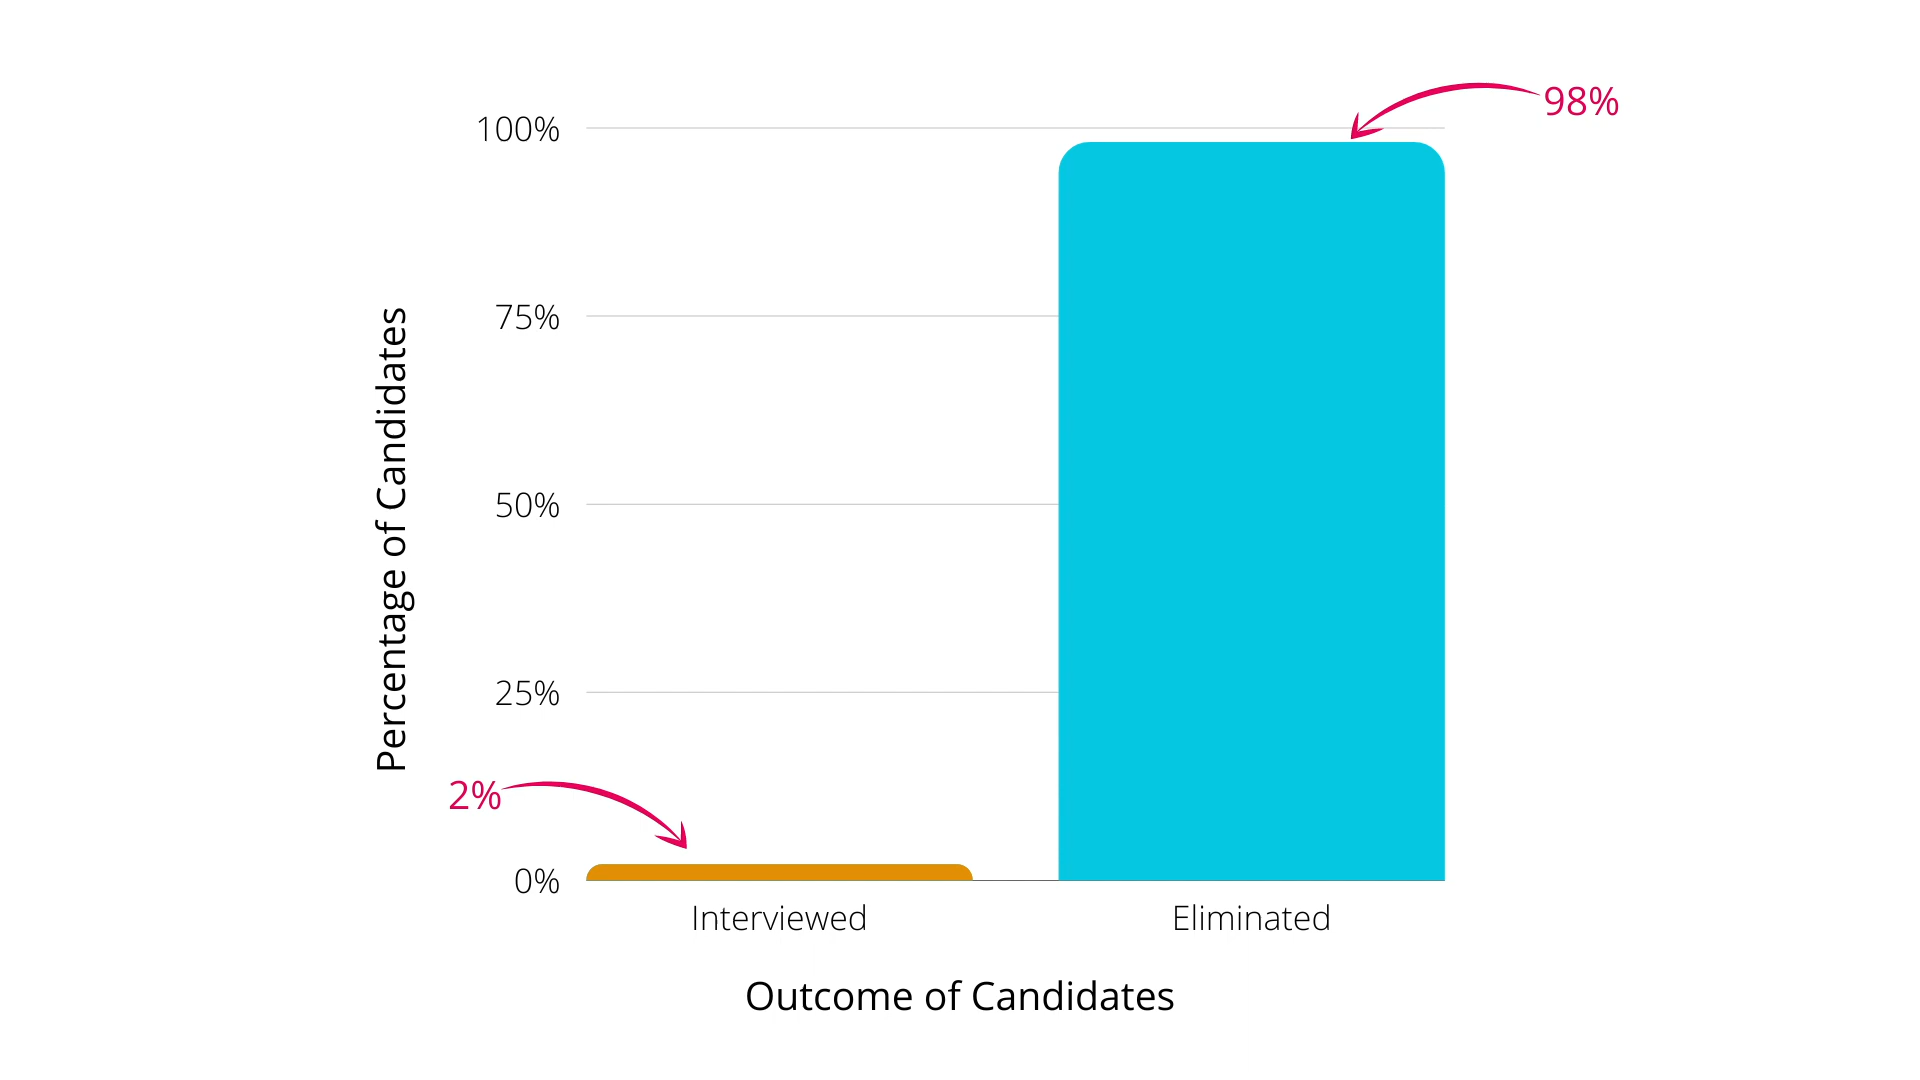 98%
100%
75%
50%
25%
0%
2%
Percentage of Candidates
Interviewed
Eliminated
Outcome of Candidates